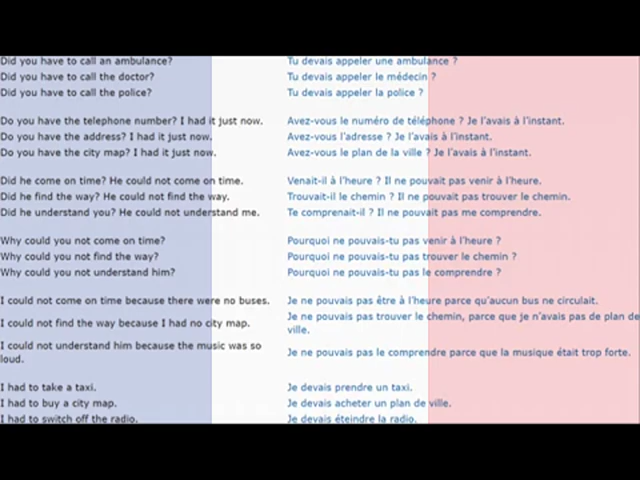 Did you have to call an ambulance? Tu devais appeler une ambulance ?
Did you have to call the doctor? Tu devais appeler le médecin ?
Did you have to call the police? Tu devais appeler la police ?
Do you have the telephone number? I had it just now. Avez-vous le numéro de téléphone ? Je l'avais à l'instant.
Do you have the address? I had it just now. Avez-vous l'adresse ? Je l'avais à l'instant.
Do you have the city map? I had it just now. Avez-vous le plan de la ville ? Je l'avais à l'instant.
Did he come on time? He could not come on time. Venait-il à l'heure ? Il ne pouvait pas venir à l'heure.
Did he find the way? He could not find the way. Trouvait-il le chemin ? Il ne pouvait pas trouver le chemin.
Did he understand you? He could not understand me. Te comprenait-il ? Il ne pouvait pas me comprendre.
Why could you not come on time? Pourquoi ne pouvais-tu pas venir à l'heure ?
Why could you not find the way? Pourquoi ne pouvais-tu pas trouver le chemin ?
Why could you not understand him? Pourquoi ne pouvais-tu pas le comprendre ?
I could not come on time because there were no buses. Je ne pouvais pas être à l'heure parce qu'aucun bus ne circulait.
I could not find the way because I had no city map. Je ne pouvais pas trouver le chemin, parce que je n'avais pas de plan de
ville.
I could not understand him because the music was so
loud. Je ne pouvais pas le comprendre parce que la musique était trop forte.
I had to take a taxi. Je devais prendre un taxi.
I had to buy a city map. Je devais acheter un plan de ville.
I had to switch off the radio. Je devais éteindre la radio.